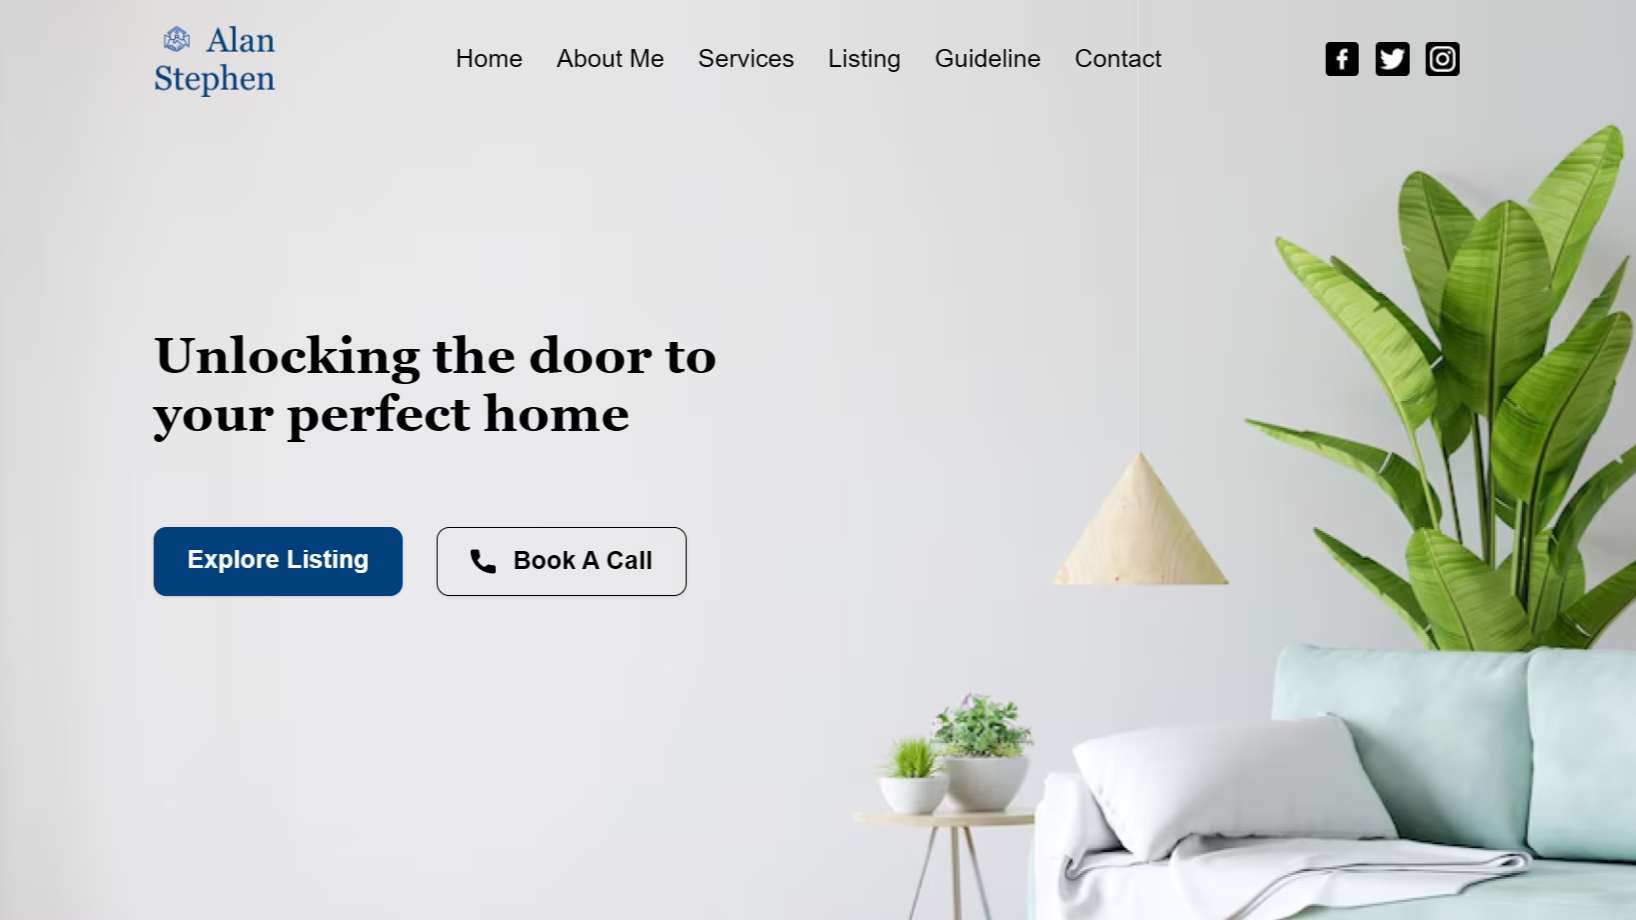 Alan
Stephen
Home About Me Services Listing Guideline Contact
Unlocking the door to
your perfect home
Explore Listing Book A Call